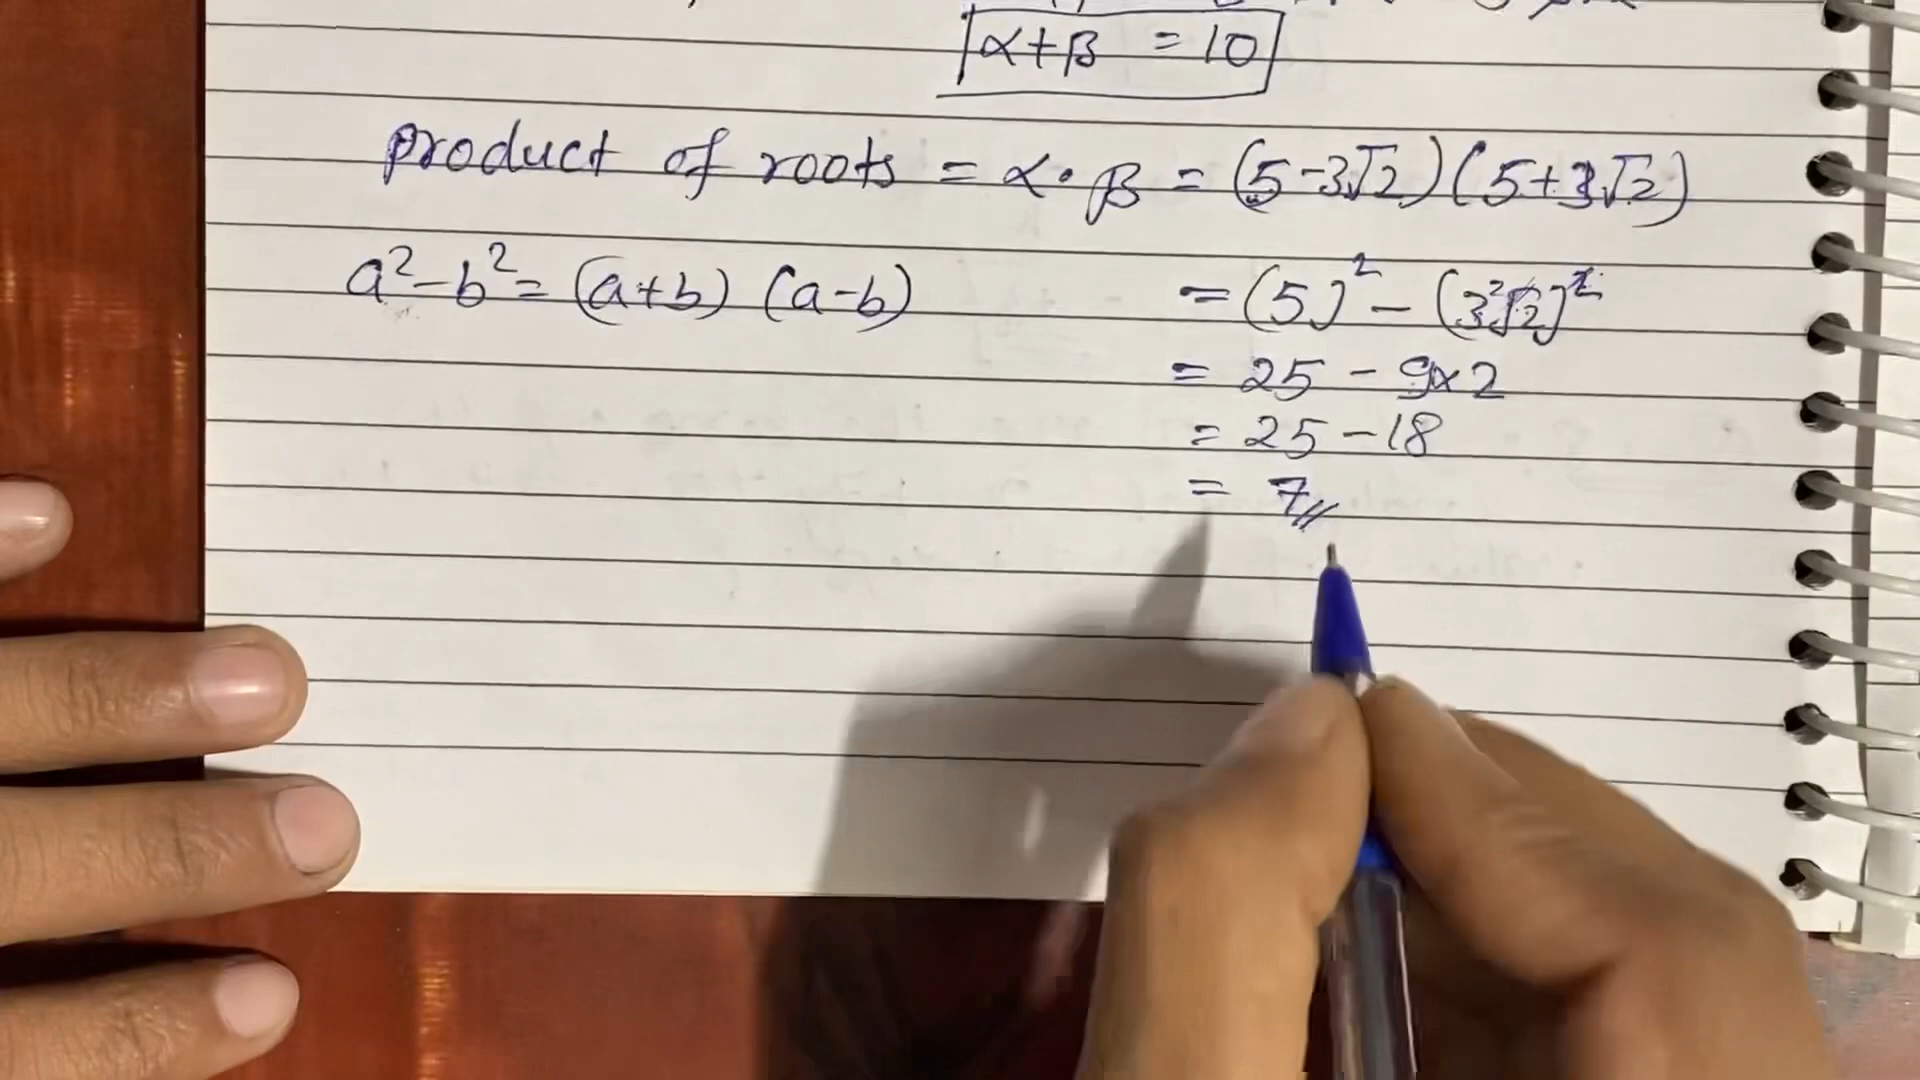 α+β = 10
product of roots = α·β = (5-3√2)(5+3√2)
a²-b² = (a+b) (a-b) = (5)² - (3²√2)²
= 25 - 9×2
= 25 - 18
= 7//